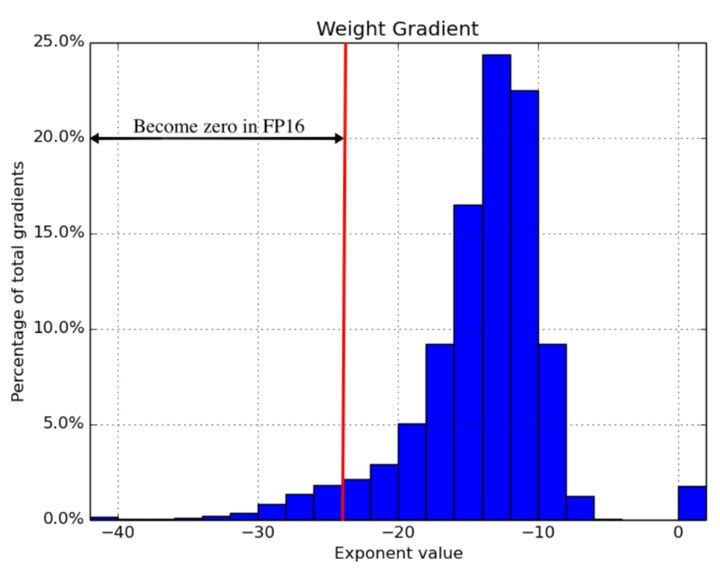 Weight Gradient
25.0%
Become zero in FP16
20.0%
15.0%
10.0%
5.0%
0.0%
Percentage of total gradients
−40 −30 −20 −10 0
Exponent value